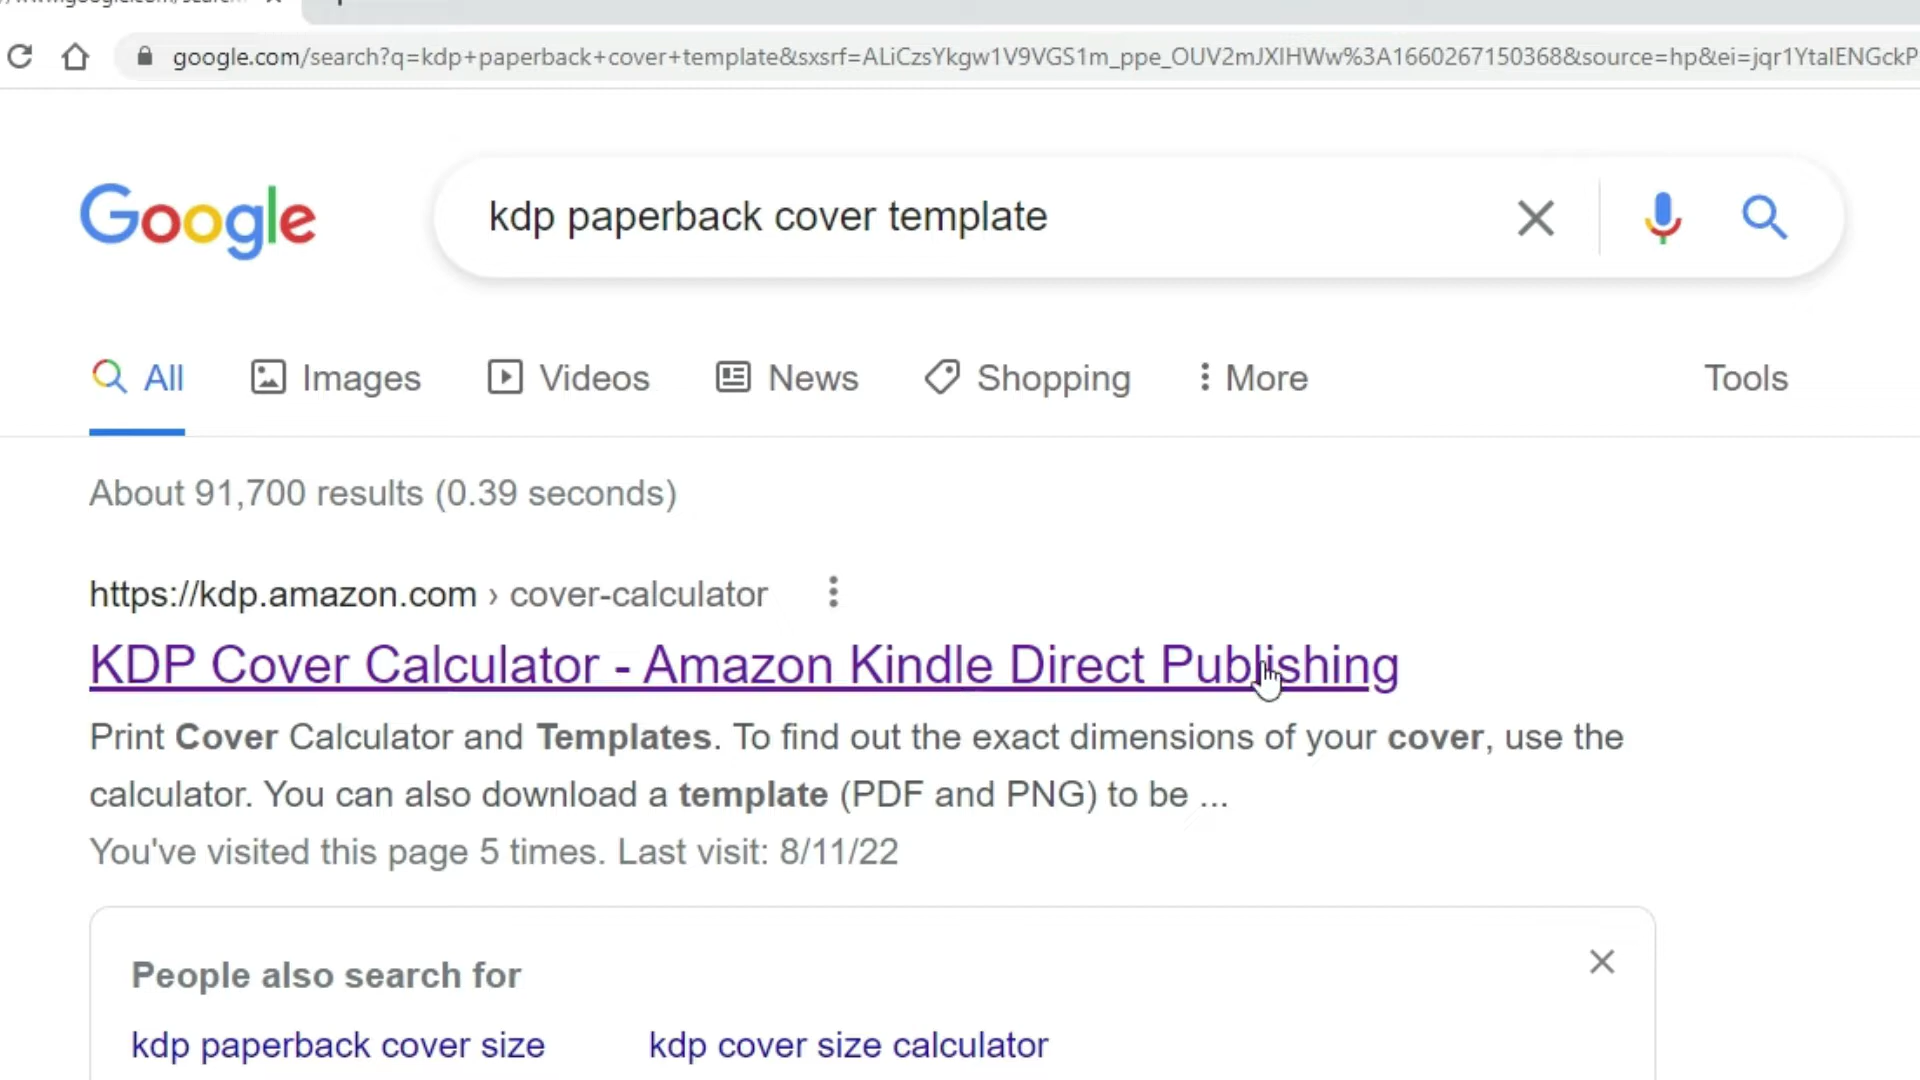 google.com/search?q=kdp+paperback+cover+template&sxsrf=ALiCzsYkgw1V9VGS1m_ppe_OUV2mJXIHWw%3A1660267150368&source=hp&ei=jqr1YtalENGckP
Google
kdp paperback cover template
All Images Videos News Shopping More Tools
About 91,700 results (0.39 seconds)
https://kdp.amazon.com › cover-calculator
KDP Cover Calculator - Amazon Kindle Direct Publishing
Print Cover Calculator and Templates. To find out the exact dimensions of your cover, use the
calculator. You can also download a template (PDF and PNG) to be ...
You've visited this page 5 times. Last visit: 8/11/22
People also search for
kdp paperback cover size kdp cover size calculator